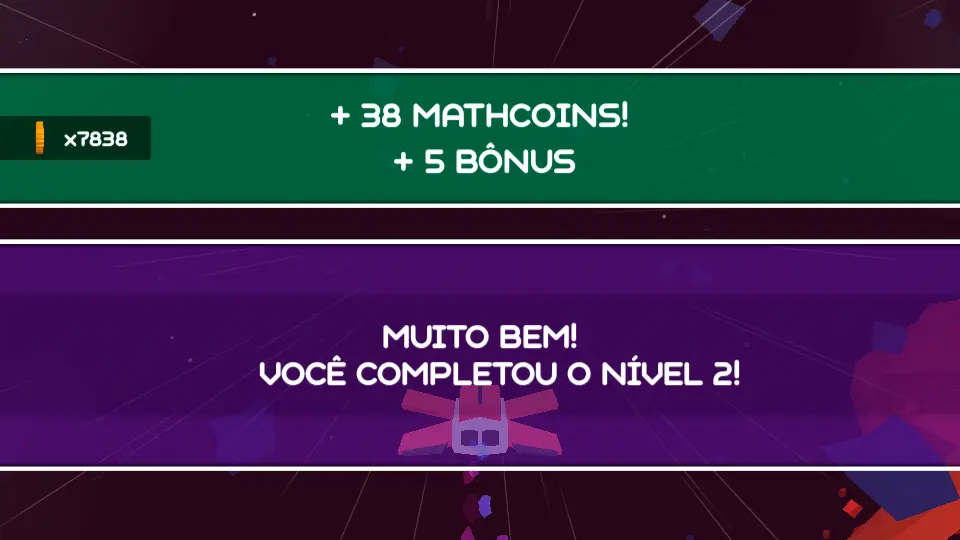 + 38 MATHCOINS!
x7838
+ 5 BÔNUS
MUITO BEM!
VOCÊ COMPLETOU O NÍVEL 2!